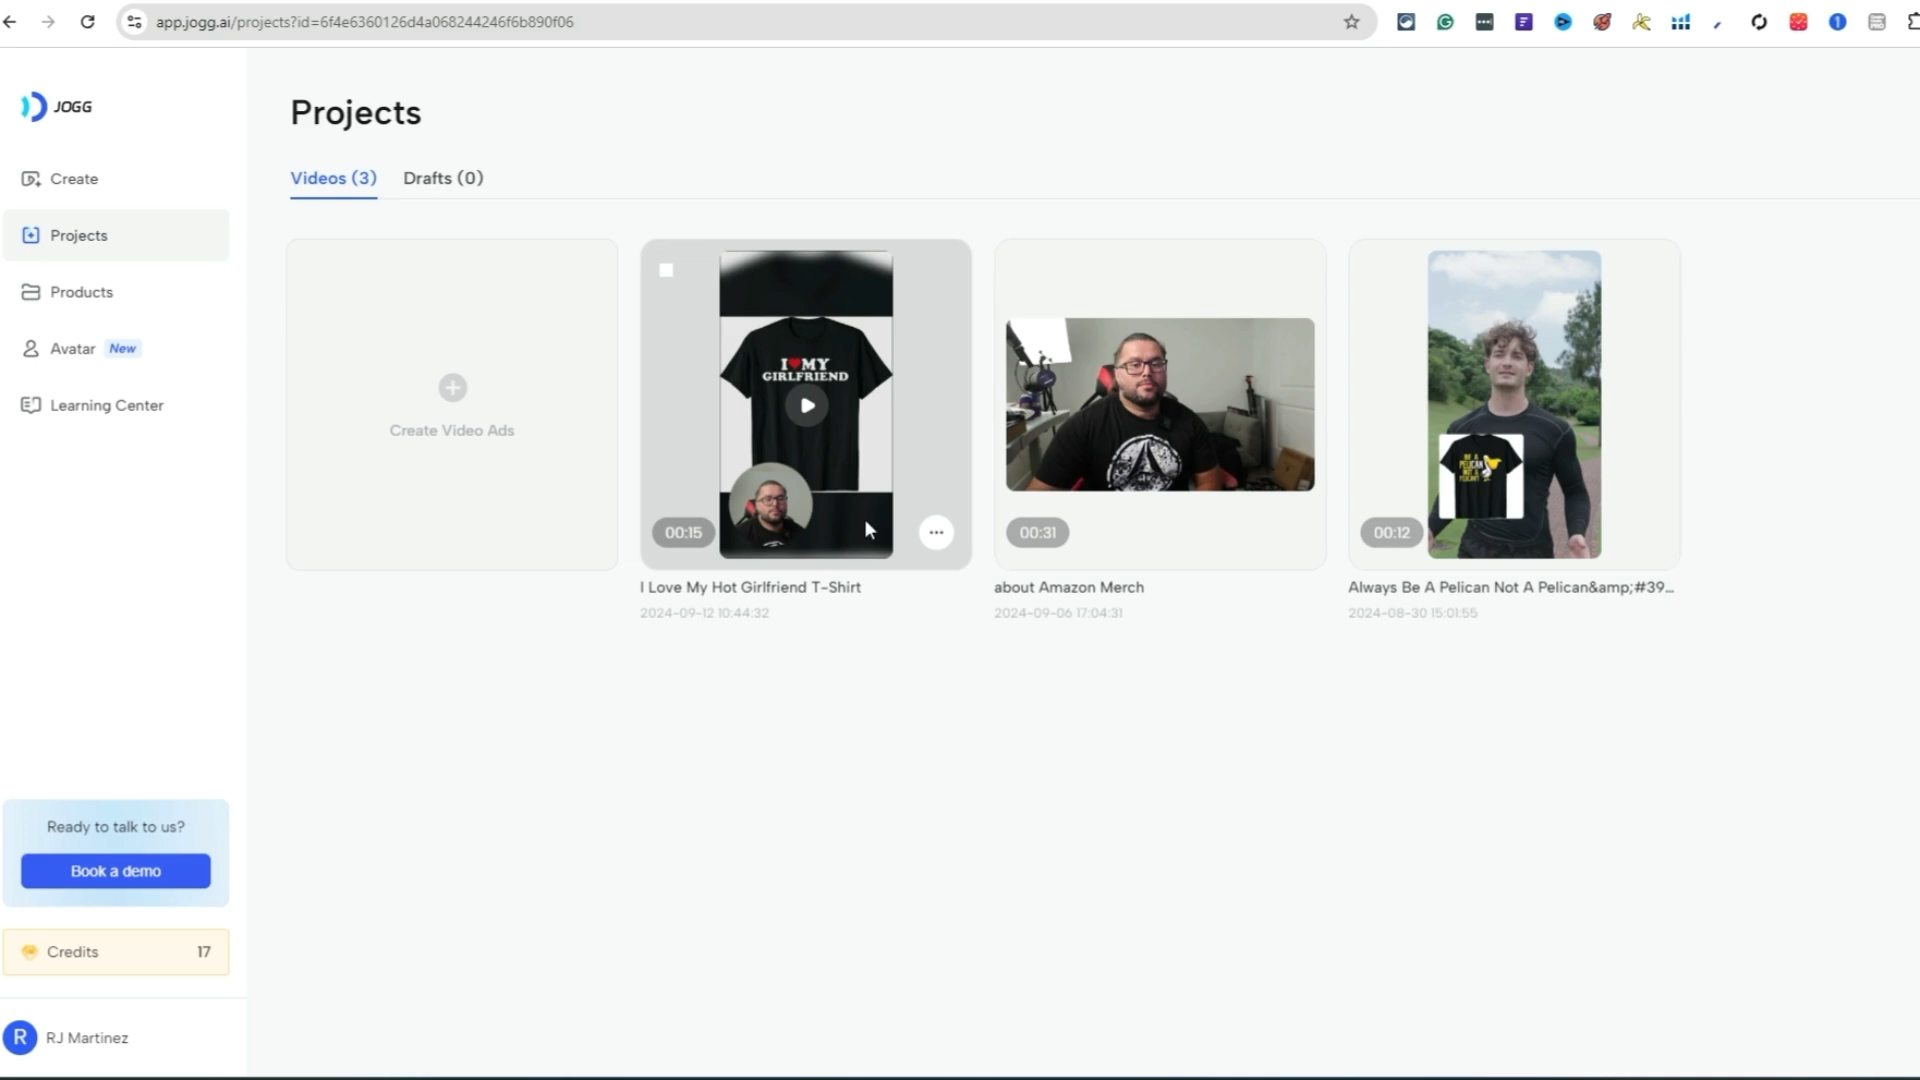 app.jogg.ai/projects?id=6f4e6360126d4a068244246f6b890f06
JOGG
Create
Projects
Products
Avatar New
Learning Center
Ready to talk to us?
Book a demo
Credits 17
R RJ Martinez
Projects
Videos (3) Drafts (0)
Create Video Ads
I MY
GIRLFRIEND
00:15
I Love My Hot Girlfriend T-Shirt
2024-09-12 10:44:32
00:31
about Amazon Merch
2024-09-06 17:04:31
BE A
PELICAN
NOT A
00:12
Always Be A Pelican Not A Pelican&amp;#39...
2024-08-30 15:01:55